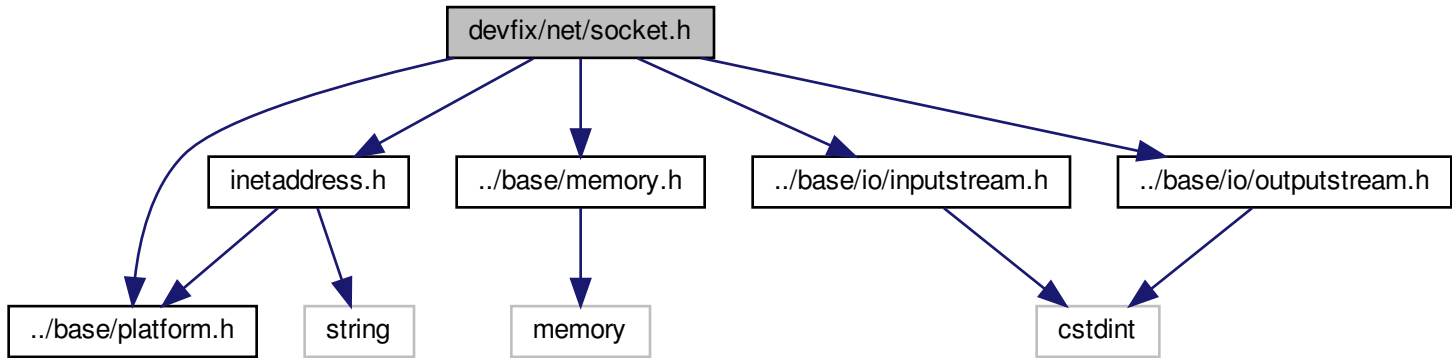 devfix/net/socket.h
inetaddress.h
../base/memory.h
../base/io/inputstream.h
../base/io/outputstream.h
../base/platform.h
string
memory
cstdint